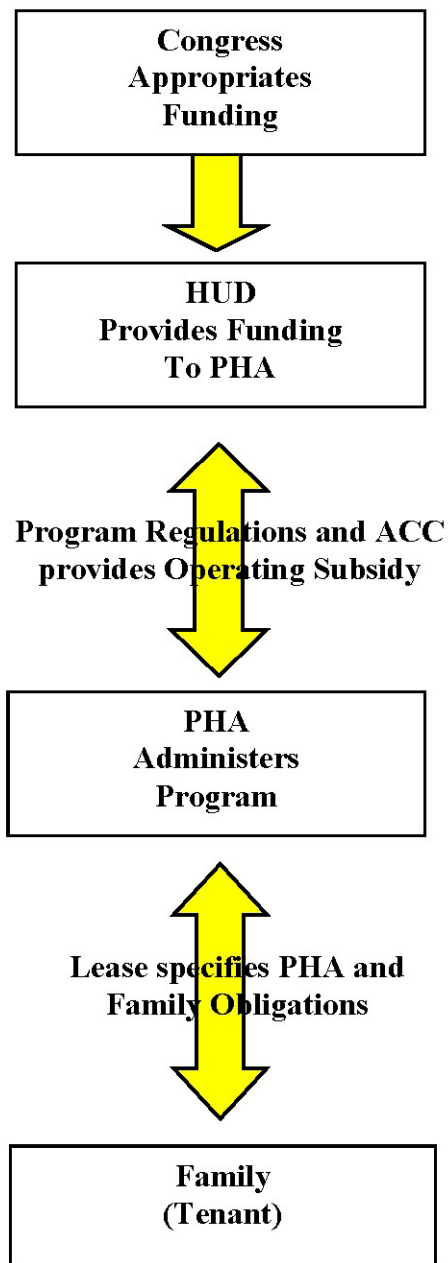 Congress
Appropriates
Funding
HUD
Provides Funding
To PHA
Program Regulations and ACC
provides Operating Subsidy
PHA
Administers
Program
Lease specifies PHA and
Family Obligations
Family
(Tenant)